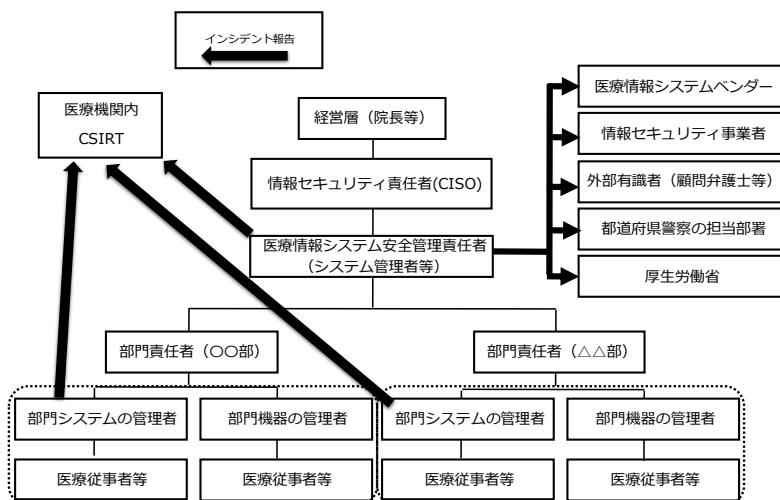 インシデント報告
医療機関内
CSIRT
経営層（院長等）
情報セキュリティ責任者(CISO)
医療情報システム安全管理責任者
（システム管理者等）
医療情報システムベンダー
情報セキュリティ事業者
外部有識者（顧問弁護士等）
都道府県警察の担当部署
厚生労働省
部門責任者（〇〇部）
部門責任者（△△部）
部門システムの管理者
部門機器の管理者
部門システムの管理者
部門機器の管理者
医療従事者等
医療従事者等
医療従事者等
医療従事者等